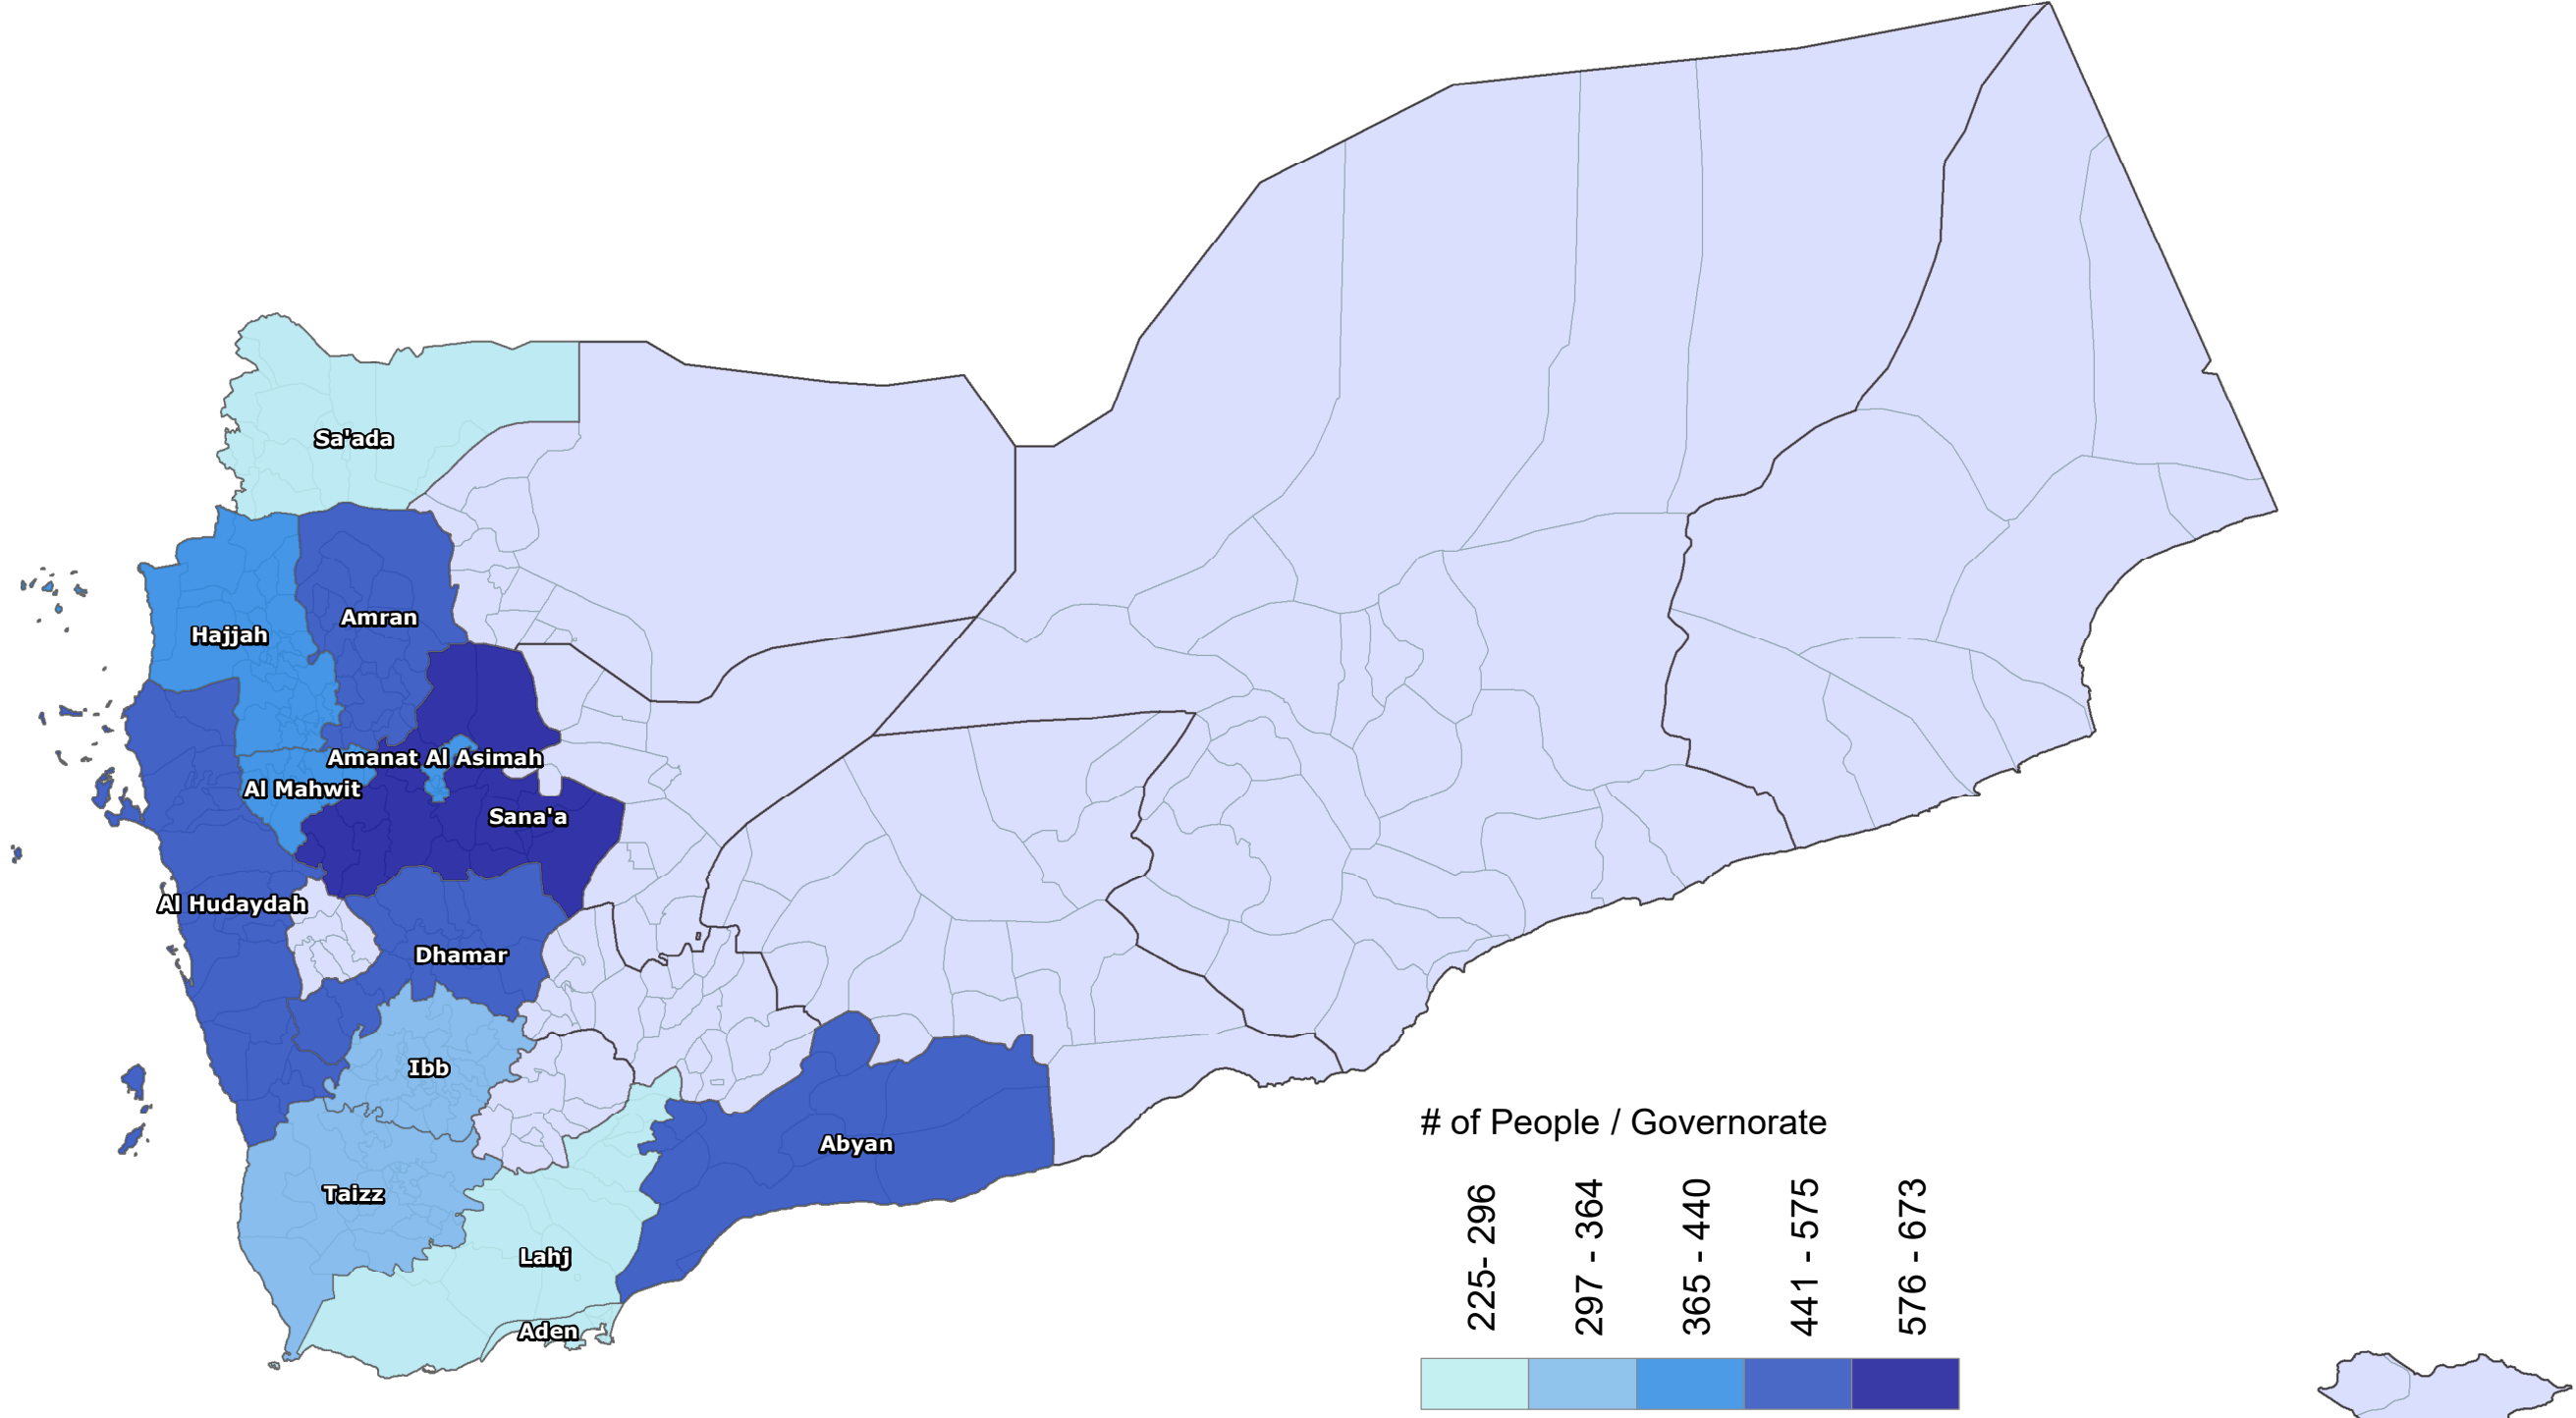 Sa'ada
Amran
Hajjah
Amanat Al Asimah
Al Mahwit
Sana'a
Al Hudaydah
Dhamar
Ibb
Abyan
Taizz
Lahj
Aden
# of People / Governorate
225- 296
297 - 364
365 - 440
441 - 575
576 - 673